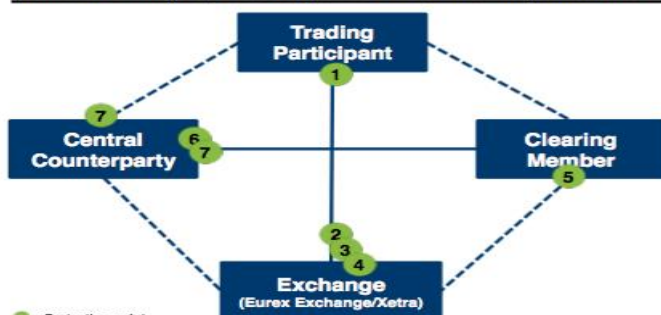 Trading
Participant
1
7
Central
Counterparty
6
7
Clearing
Member
5
2
3
4
Exchange
(Eurex Exchange/Xetra)